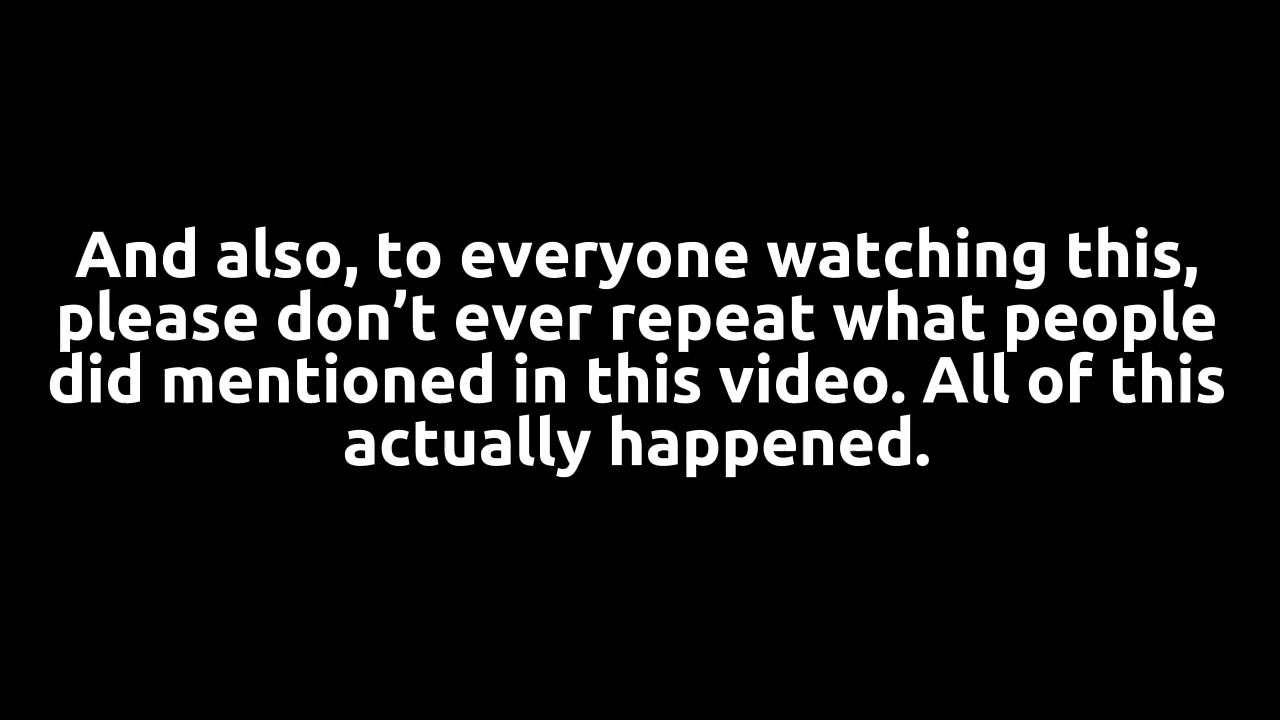 And also, to everyone watching this,
please don’t ever repeat what people
did mentioned in this video. All of this
actually happened.